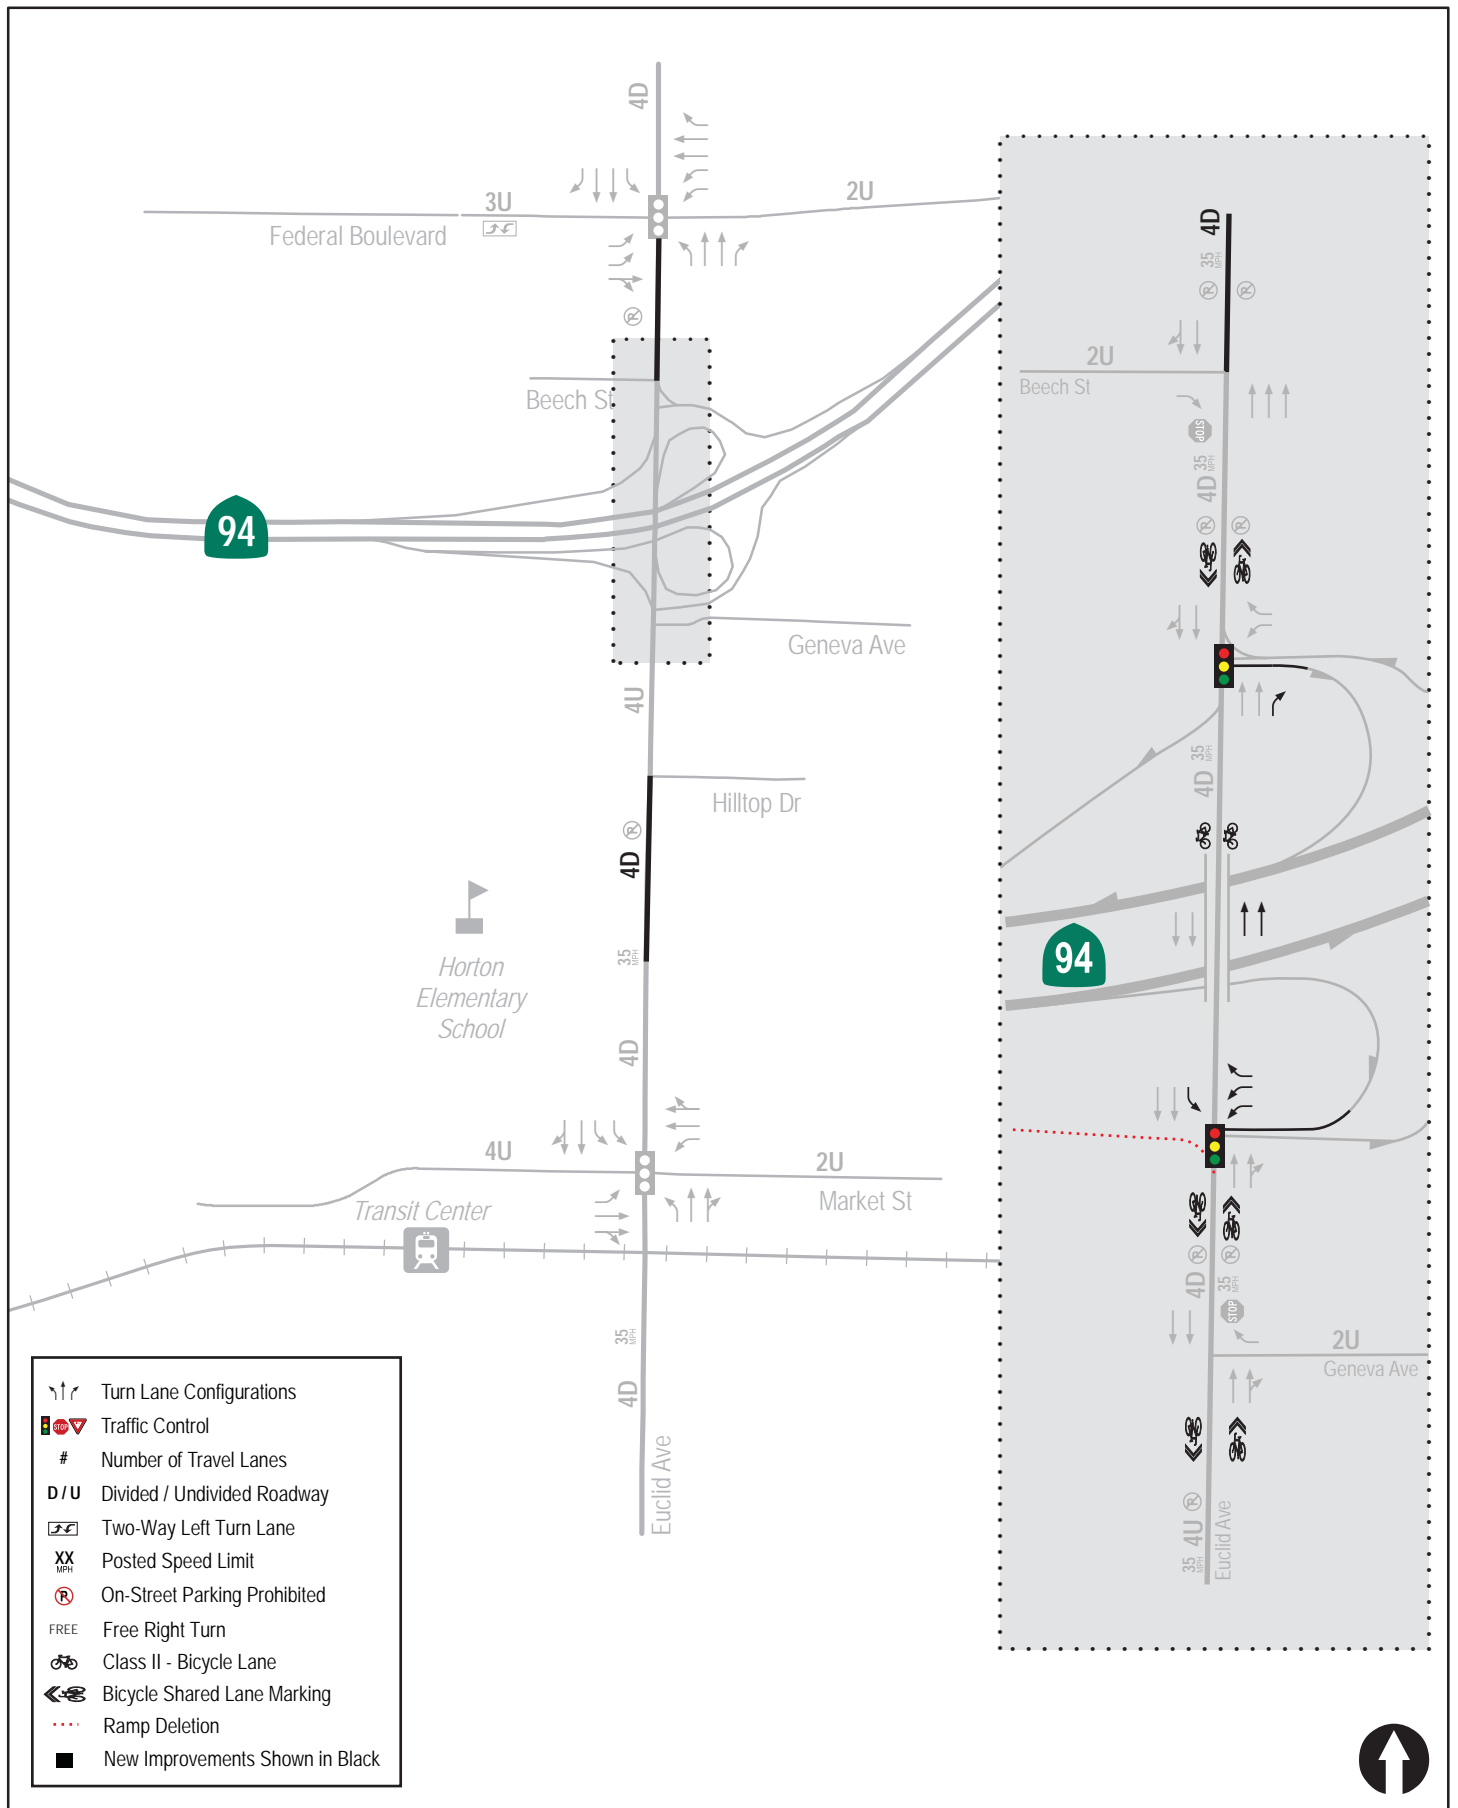 4D
3U
2U
Federal Boulevard
P
Beech St
94
Geneva Ave
4U
Hilltop Dr
P
4D
35
MPH
Horton
Elementary
School
4D
4U
2U
Market St
Transit Center
35
MPH
4D
Euclid Ave
4D
35
MPH
P
P
2U
Beech St
STOP
35
MPH
4D
P
P
35
MPH
4D
94
P
P
4D
35
MPH
STOP
2U
Geneva Ave
P
4U
35
MPH
Euclid Ave
Turn Lane Configurations
STOP Traffic Control
# Number of Travel Lanes
D / U Divided / Undivided Roadway
Two-Way Left Turn Lane
XX
MPH
Posted Speed Limit
P On-Street Parking Prohibited
FREE Free Right Turn
Class II - Bicycle Lane
Bicycle Shared Lane Marking
Ramp Deletion
New Improvements Shown in Black